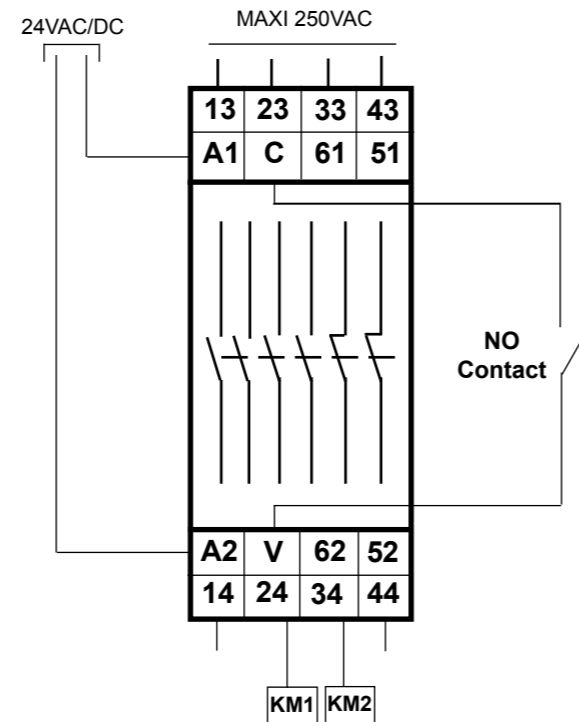 MAXI 250VAC
24VAC/DC
13 23 33 43
A1 C 61 51
NO
Contact
A2 V 62 52
14 24 34 44
KM1 KM2